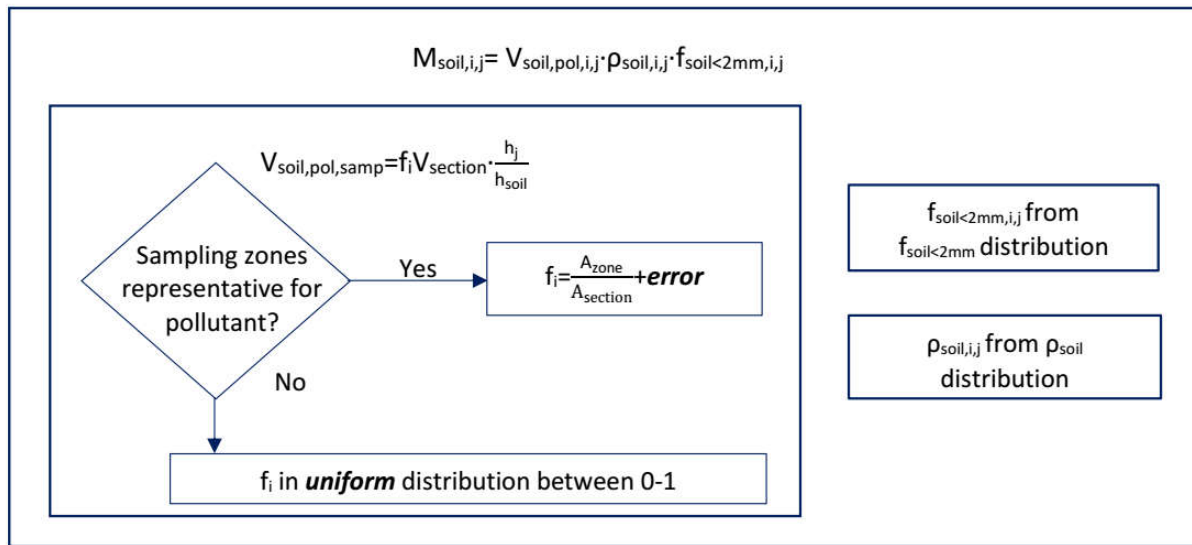 Msoil,i,j= Vsoil,pol,i,j·ρsoil,i,j·fsoil<2mm,i,j
Vsoil,pol,samp=fiVsection·hj/hsoil
Sampling zones
representative for
pollutant?
Yes
fi=Azone/Asection+error
No
fi in uniform distribution between 0-1
fsoil<2mm,i,j from
fsoil<2mm distribution
ρsoil,i,j from ρsoil
distribution